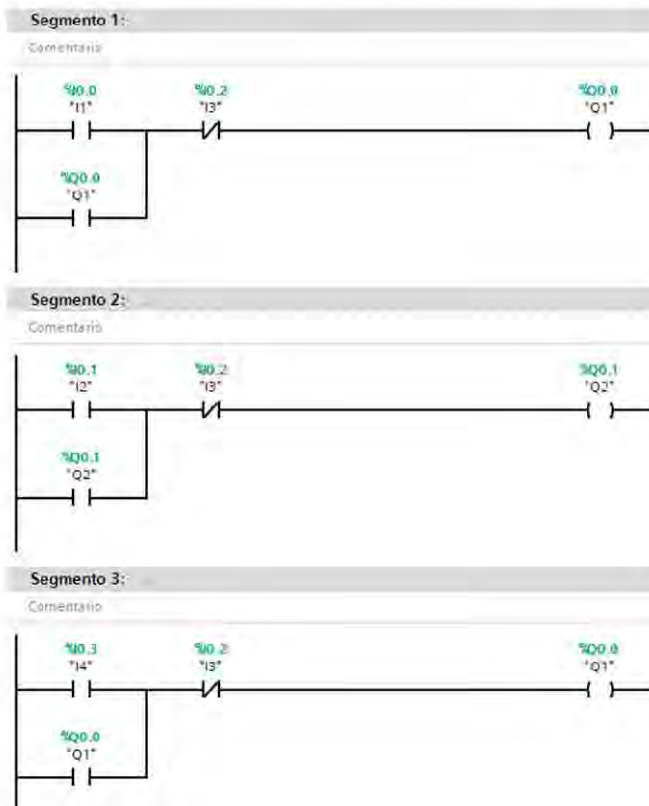 Segmento 1:
Comentario
%I0.0 %I0.2 %Q0.0
"I1" "I3" "Q1"
%Q0.0
"Q1"
Segmento 2:
Comentario
%I0.1 %I0.2 %Q0.1
"I2" "I3" "Q2"
%Q0.1
"Q2"
Segmento 3:
Comentario
%I0.3 %I0.2 %Q0.0
"I4" "I3" "Q1"
%Q0.0
"Q1"